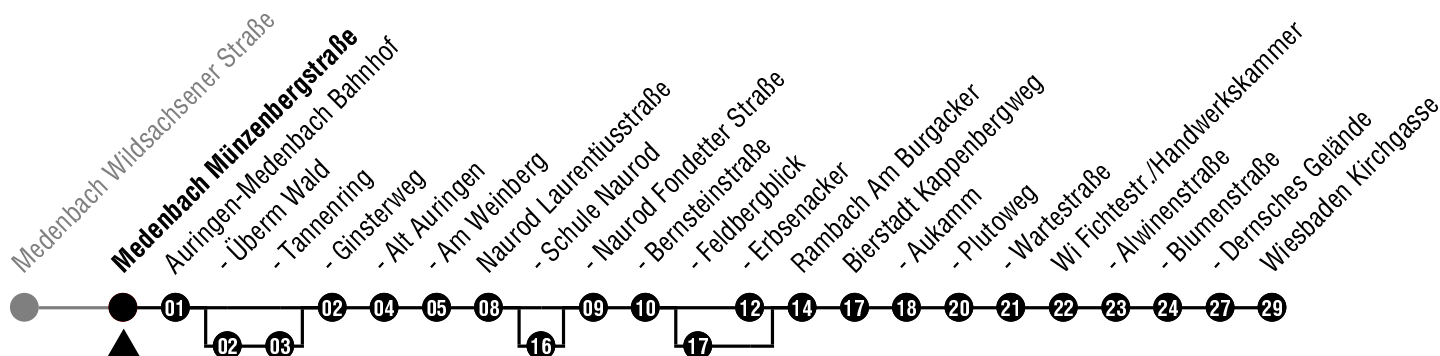 Medenbach Wildsachsener Straße
Medenbach Münzenbergstraße
Auringen-Medenbach Bahnhof
- Überm Wald
- Tannenring
- Ginsterweg
- Alt Auringen
- Am Weinberg
Naurod Laurentiusstraße
- Schule Naurod
- Naurod Fondetter Straße
- Bernsteinstraße
- Feldbergblick
- Erbsenacker
Rambach Am Burgacker
Bierstadt Kappenbergweg
- Aukamm
- Plutoweg
- Wartestraße
Wi Fichtestr./Handwerkskammer
- Alwinenstraße
- Blumenstraße
- Dernsches Gelände
Wiesbaden Kirchgasse
01 02 04 05 08 09 10 12 14 17 18 20 21 22 23 24 27 29
02 03 16 17